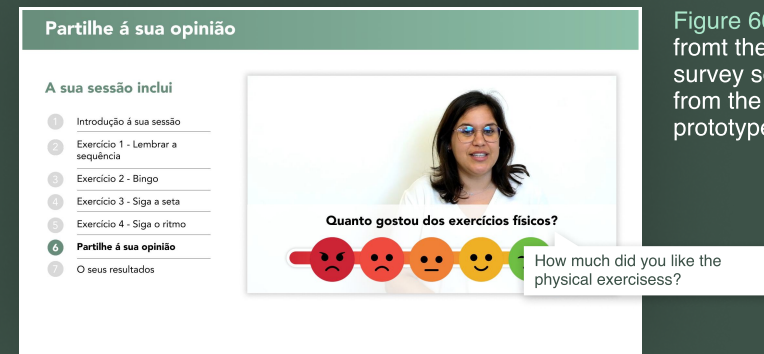 Partilhe á sua opinião
A sua sessão inclui
1 Introdução á sua sessão
2 Exercício 1 - Lembrar a
sequência
3 Exercício 2 - Bingo
4 Exercício 3 - Siga a seta
5 Exercício 4 - Siga o ritmo
6 Partilhe á sua opinião
7 O seus resultados
Quanto gostou dos exercícios físicos?
How much did you like the
physical exercisess?
Figure
fromt the
survey
from the
prototype